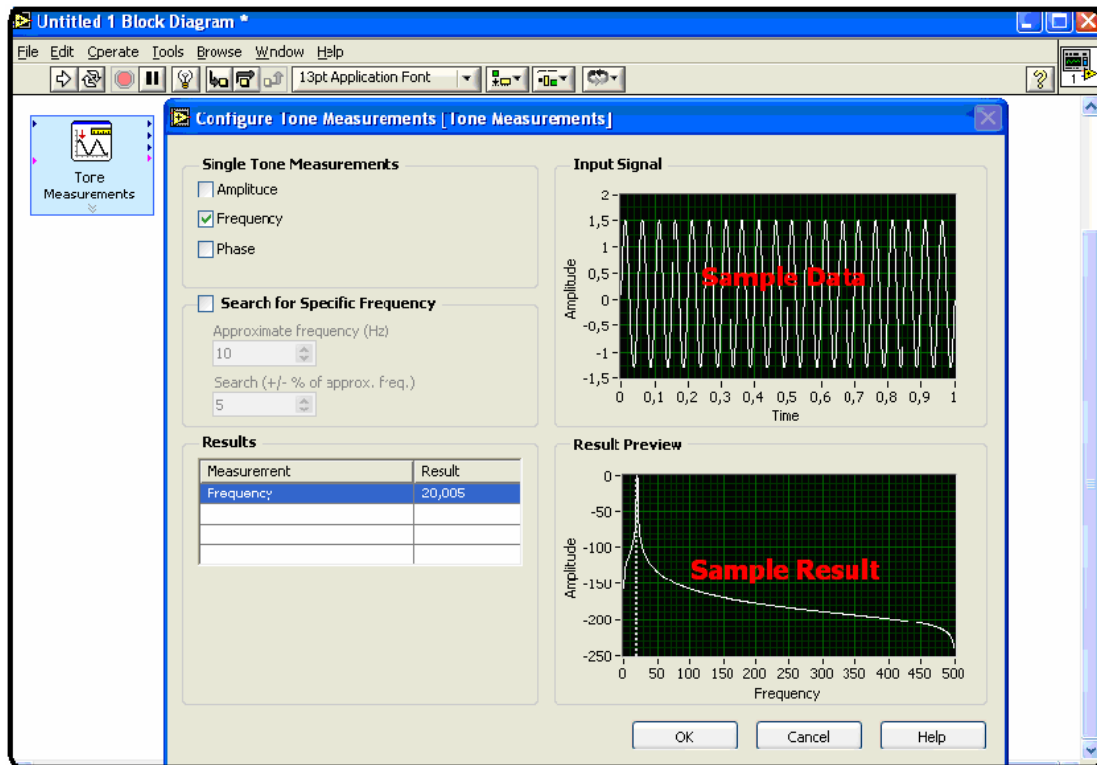 Untitled 1 Block Diagram *
File Edit Cperate Tools Browse Wndow Help
13pt Application Font
1
Tore
Measurements
Configure Tone Measurements [Tone Measurements]
Single Tone Measurements
Amplituce
Frequency
Phase
Search for Specific Frequency
Approximate frequency (Hz)
10
Search (+/- % of approx. freq.)
5
Results
Measurement Result
Frequency 20,005
Input Signal
2
1,5
1
0,5
0
-0,5
-1
-1,5
Amplitude
Sample Data
0 0,1 0,2 0,3 0,4 0,5 0,6 0,7 0,8 0,9 1
Time
Result Preview
0
-50
-100
-150
-200
-250
Amplitude
Sample Result
0 50 100 150 200 250 300 350 400 450 500
Frequency
OK Cancel Help